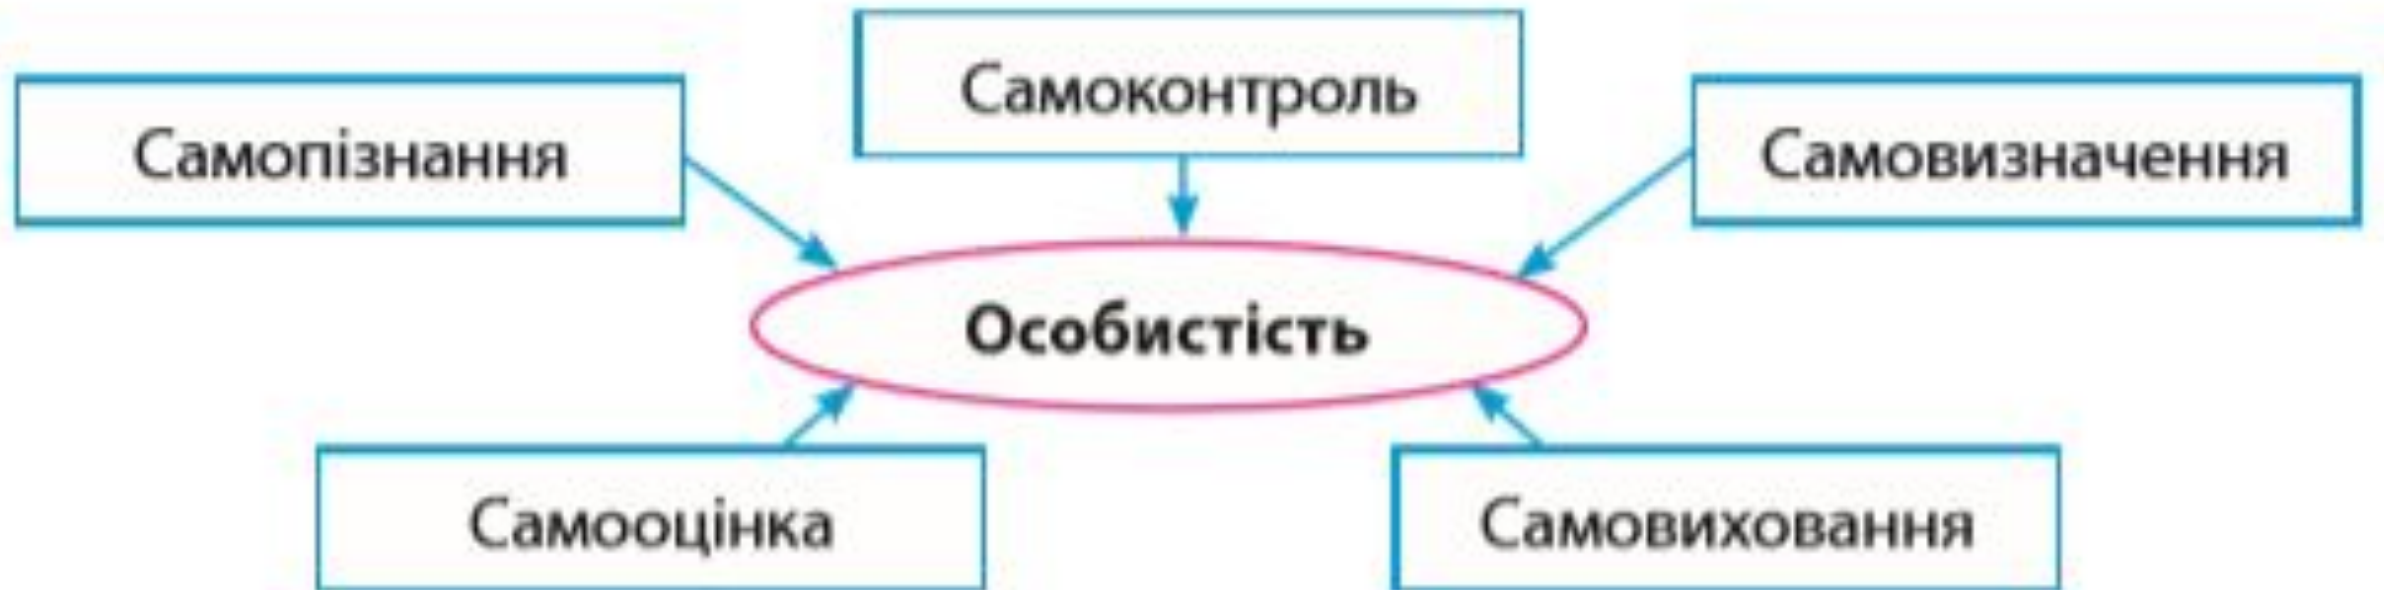 Самоконтроль
Самопізнання
Самовизначення
Особистість
Самооцінка
Самовиховання